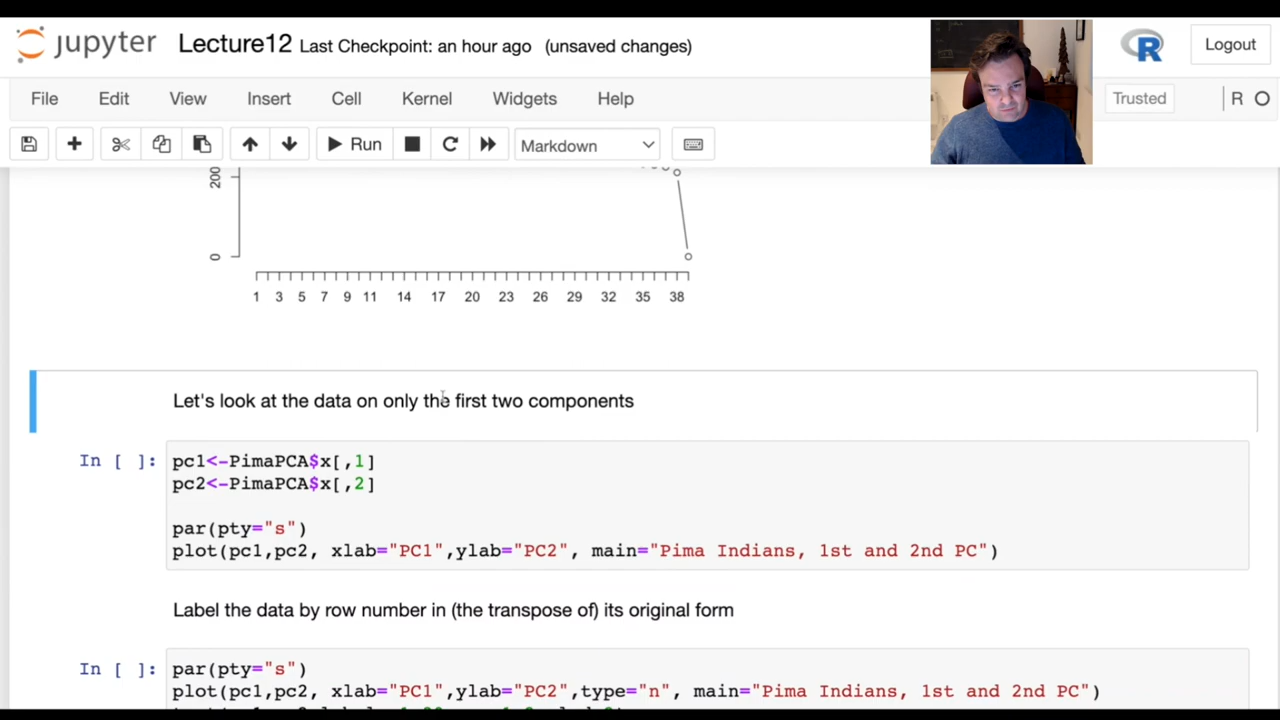 jupyter Lecture12 Last Checkpoint: an hour ago (unsaved changes) R Logout
File Edit View Insert Cell Kernel Widgets Help Trusted R
Run Markdown
200
0
1 3 5 7 9 11 14 17 20 23 26 29 32 35 38
Let's look at the data on only the first two components
In [ ]: pc1<-PimaPCA$x[,1]
pc2<-PimaPCA$x[,2]
par(pty="s")
plot(pc1,pc2, xlab="PC1",ylab="PC2", main="Pima Indians, 1st and 2nd PC")
Label the data by row number in (the transpose of) its original form
In [ ]: par(pty="s")
plot(pc1,pc2, xlab="PC1",ylab="PC2",type="n", main="Pima Indians, 1st and 2nd PC")